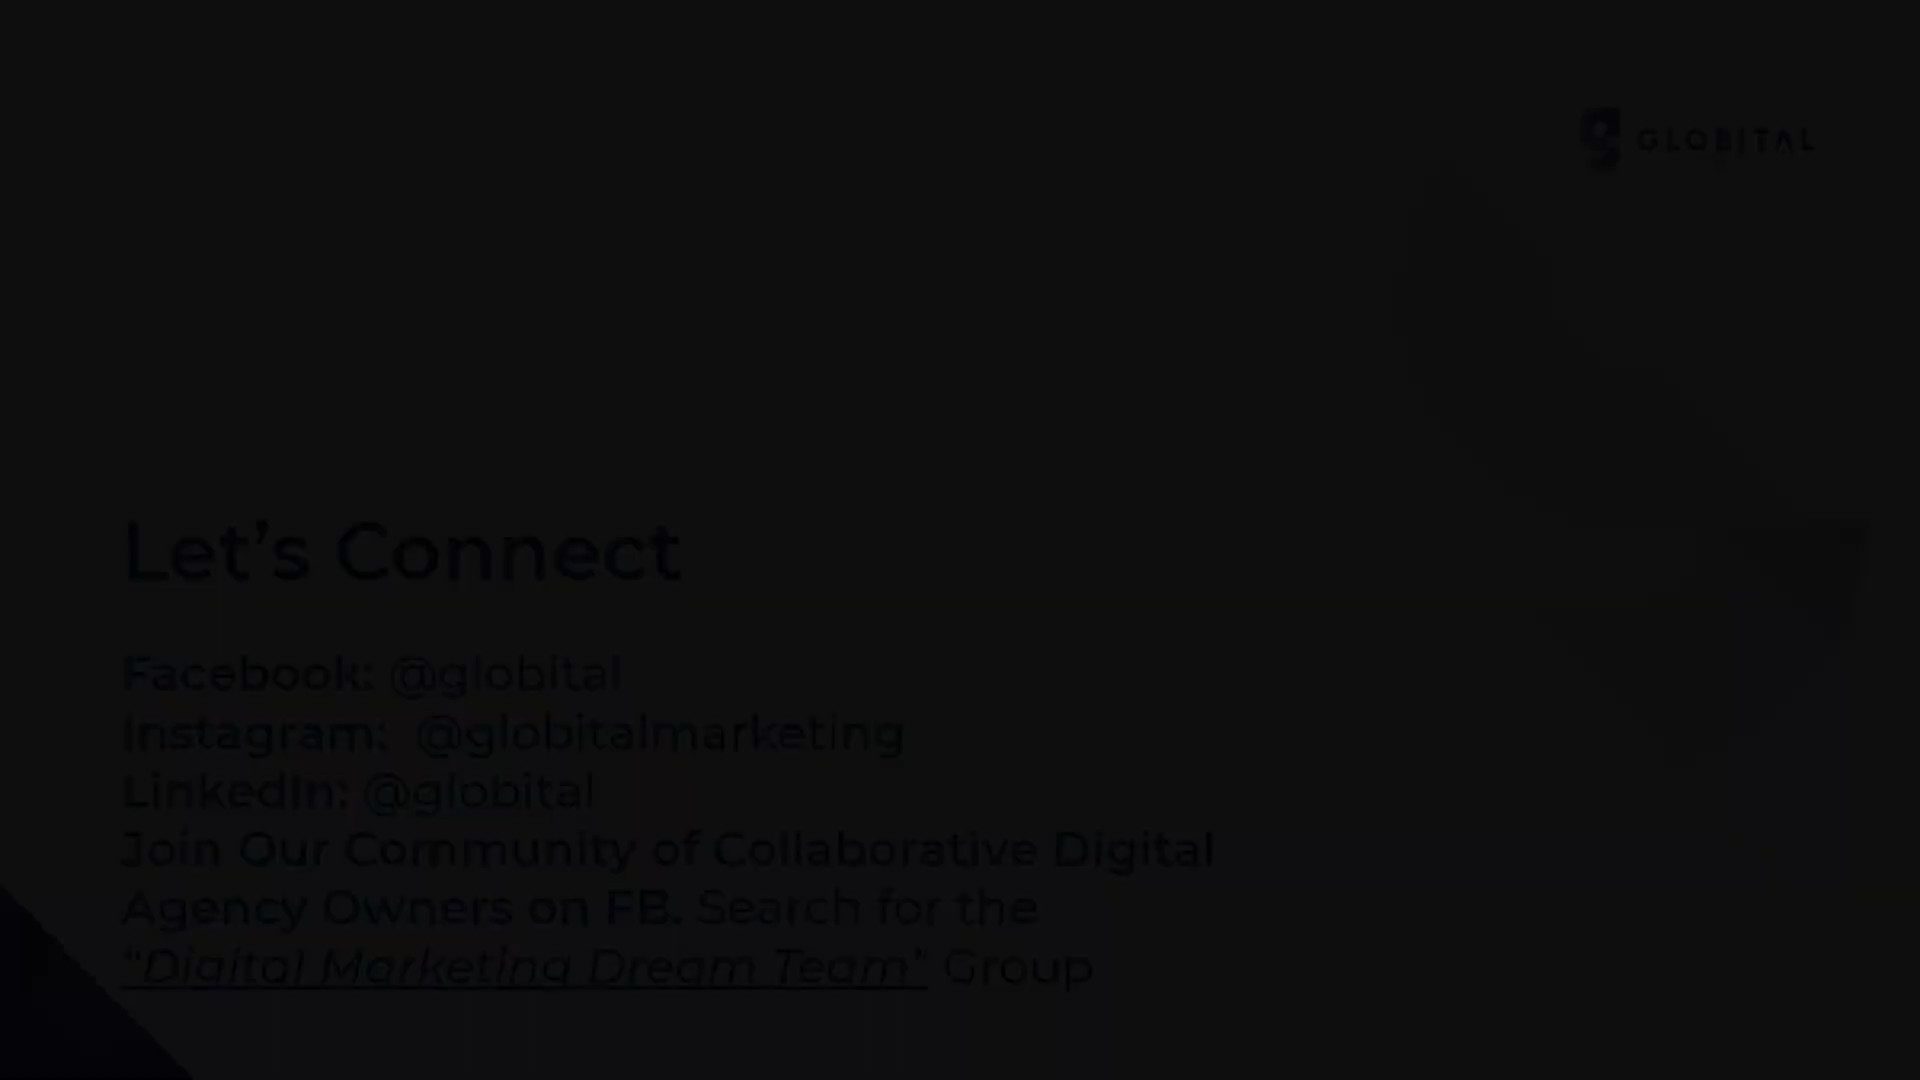 GLOBITAL
Let's Connect
Facebook: @globital
Instagram: @globitalmarketing
LinkedIn: @globital
Join Our Community of Collaborative Digital
Agency Owners on FB. Search for the
“Digital Marketing Dream Team” Group